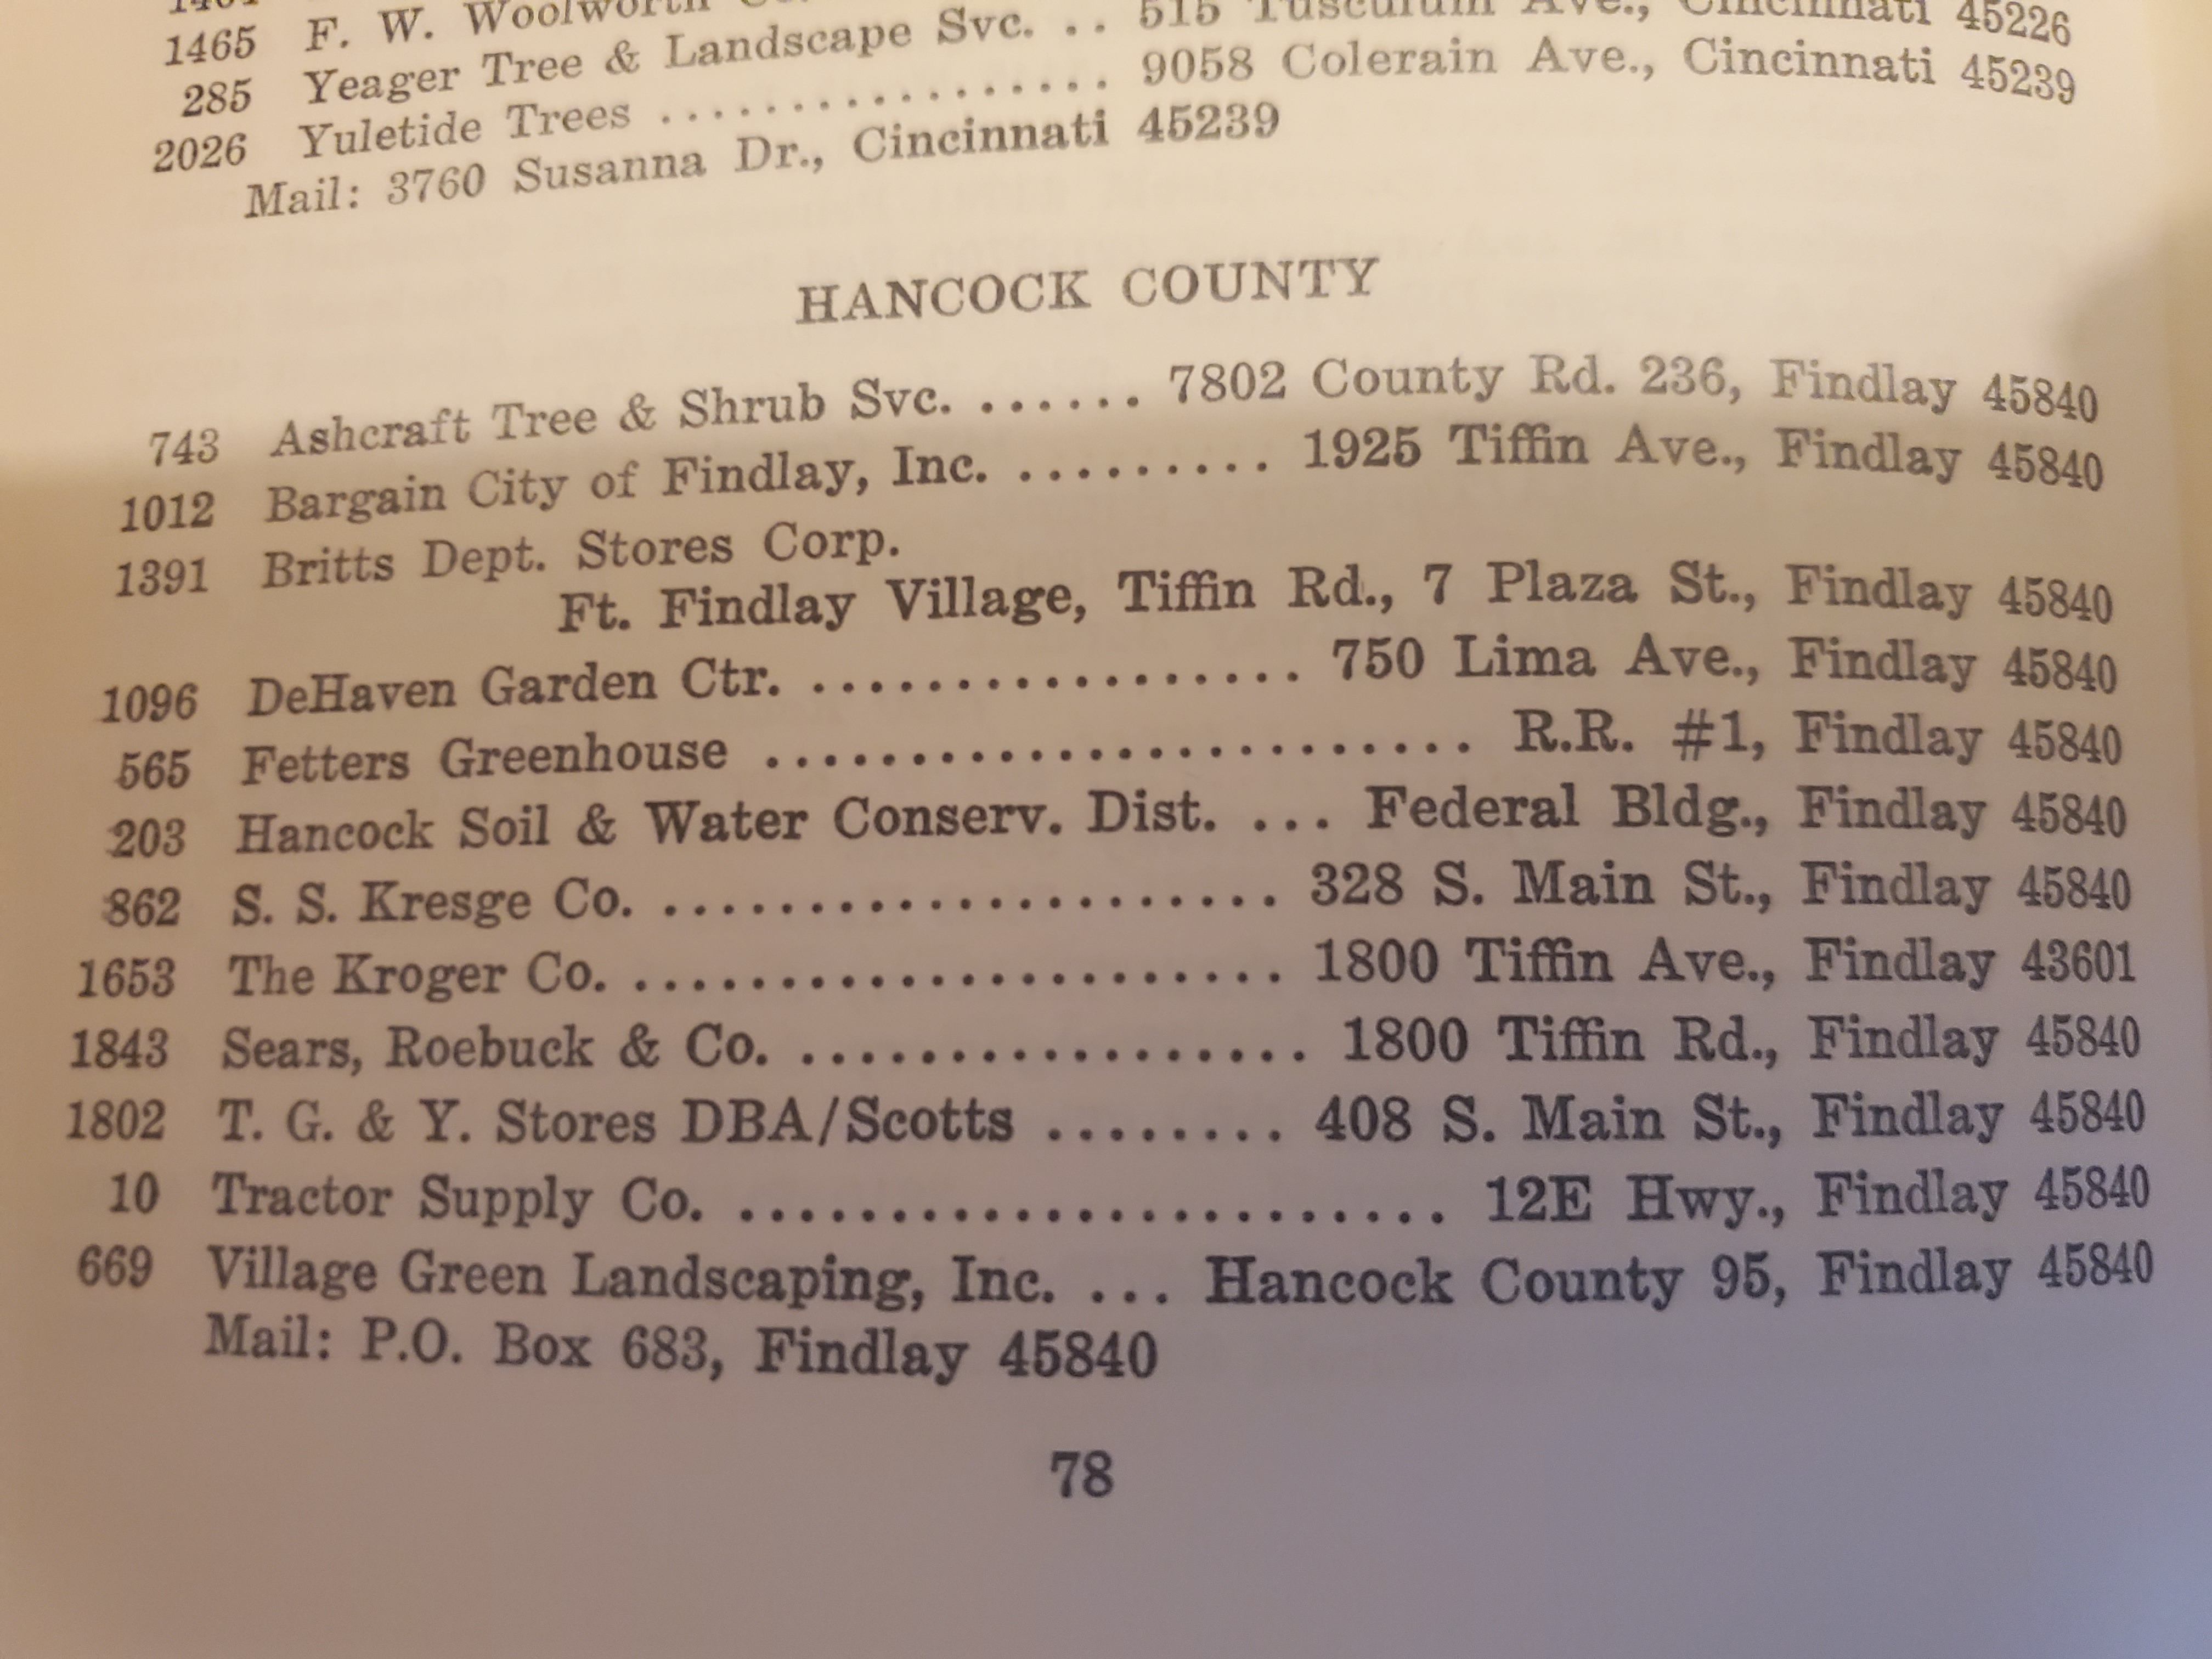 1465 F. W. Woolworth
285 Yeager Tree & Landscape Svc. .. 515 Tusculum Ave., Cincinnati 45226
2026 Yuletide Trees ................. 9058 Colerain Ave., Cincinnati 45239
Mail: 3760 Susanna Dr., Cincinnati 45239
HANCOCK COUNTY
743 Ashcraft Tree & Shrub Svc. ...... 7802 County Rd. 236, Findlay 45840
1012 Bargain City of Findlay, Inc. ......... 1925 Tiffin Ave., Findlay 45840
1391 Britts Dept. Stores Corp.
Ft. Findlay Village, Tiffin Rd., 7 Plaza St., Findlay 45840
1096 DeHaven Garden Ctr. ................. 750 Lima Ave., Findlay 45840
565 Fetters Greenhouse ........................ R.R. #1, Findlay 45840
203 Hancock Soil & Water Conserv. Dist. ... Federal Bldg., Findlay 45840
862 S. S. Kresge Co. ..................... 328 S. Main St., Findlay 45840
1653 The Kroger Co. ...................... 1800 Tiffin Ave., Findlay 43601
1843 Sears, Roebuck & Co. ................. 1800 Tiffin Rd., Findlay 45840
1802 T. G. & Y. Stores DBA/Scotts ........ 408 S. Main St., Findlay 45840
10 Tractor Supply Co. ........................ 12E Hwy., Findlay 45840
669 Village Green Landscaping, Inc. ... Hancock County 95, Findlay 45840
Mail: P.O. Box 683, Findlay 45840
78